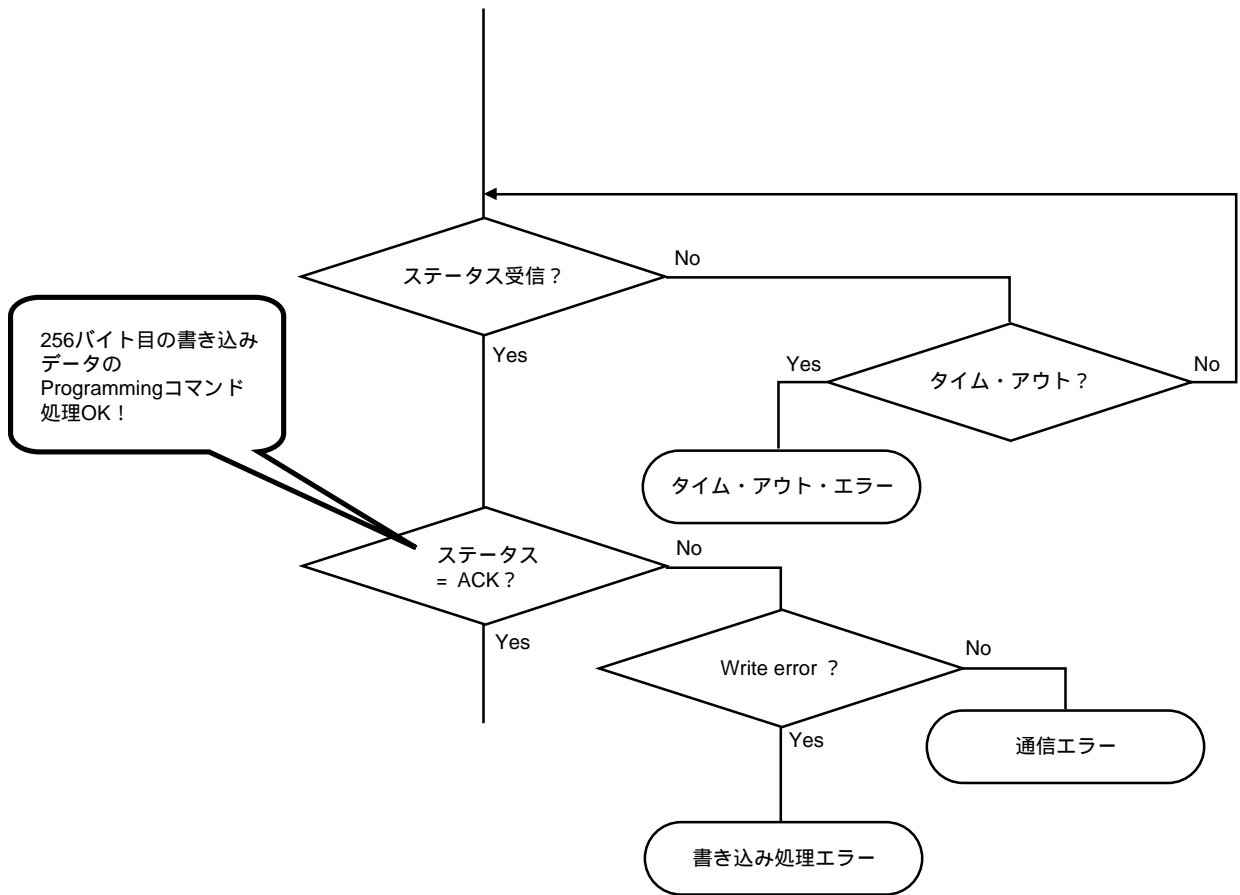 ステータス受信？
No
Yes
256バイト目の書き込み
データの
Programmingコマンド
処理OK！
Yes
タイム・アウト？
No
タイム・アウト・エラー
ステータス
= ACK？
No
Yes
Write error ？
No
Yes
通信エラー
書き込み処理エラー